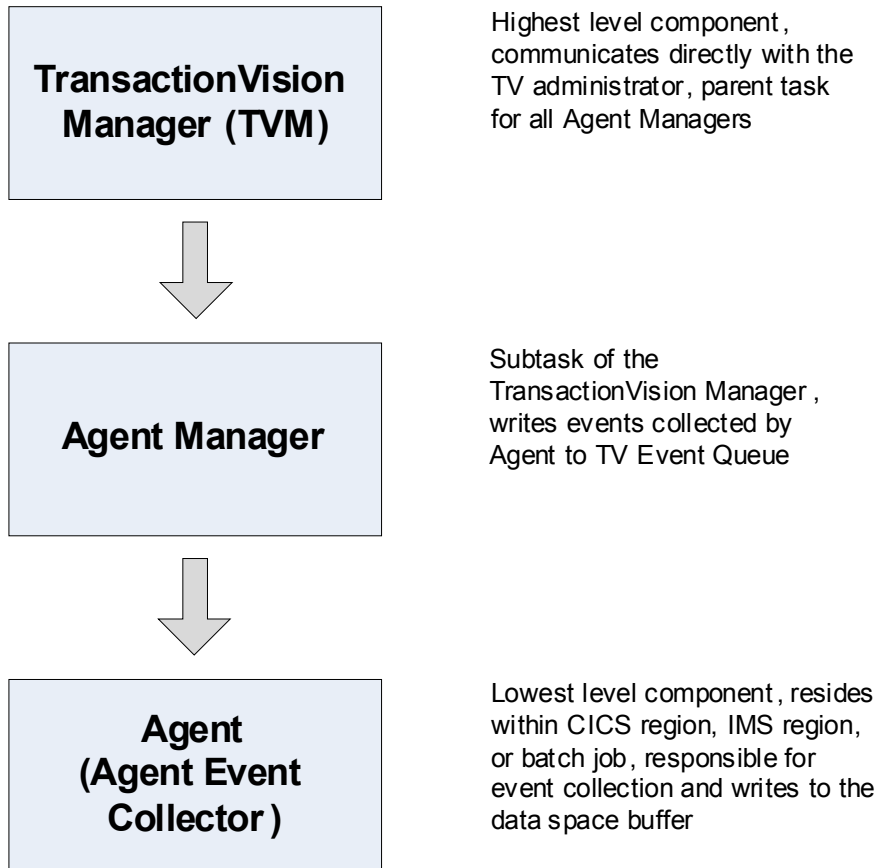 TransactionVision
Manager (TVM)
Highest level component,
communicates directly with the
TV administrator, parent task
for all Agent Managers
Agent Manager
Subtask of the
TransactionVision Manager,
writes events collected by
Agent to TV Event Queue
Agent
(Agent Event
Collector)
Lowest level component, resides
within CICS region, IMS region,
or batch job, responsible for
event collection and writes to the
data space buffer